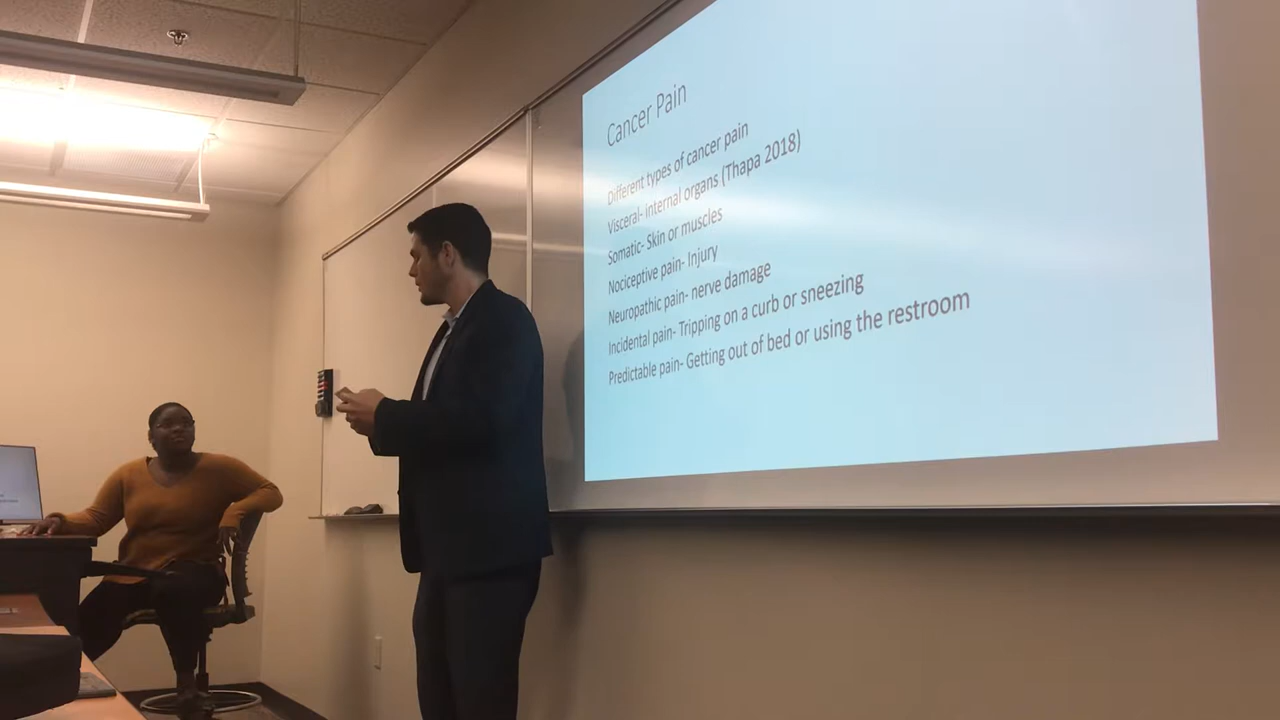 Cancer Pain
Different types of cancer pain
Visceral- internal organs (Thapa 2018)
Somatic- Skin or muscles
Nociceptive pain- Injury
Neuropathic pain- nerve damage
Incidental pain- Tripping on a curb or sneezing
Predictable pain- Getting out of bed or using the restroom